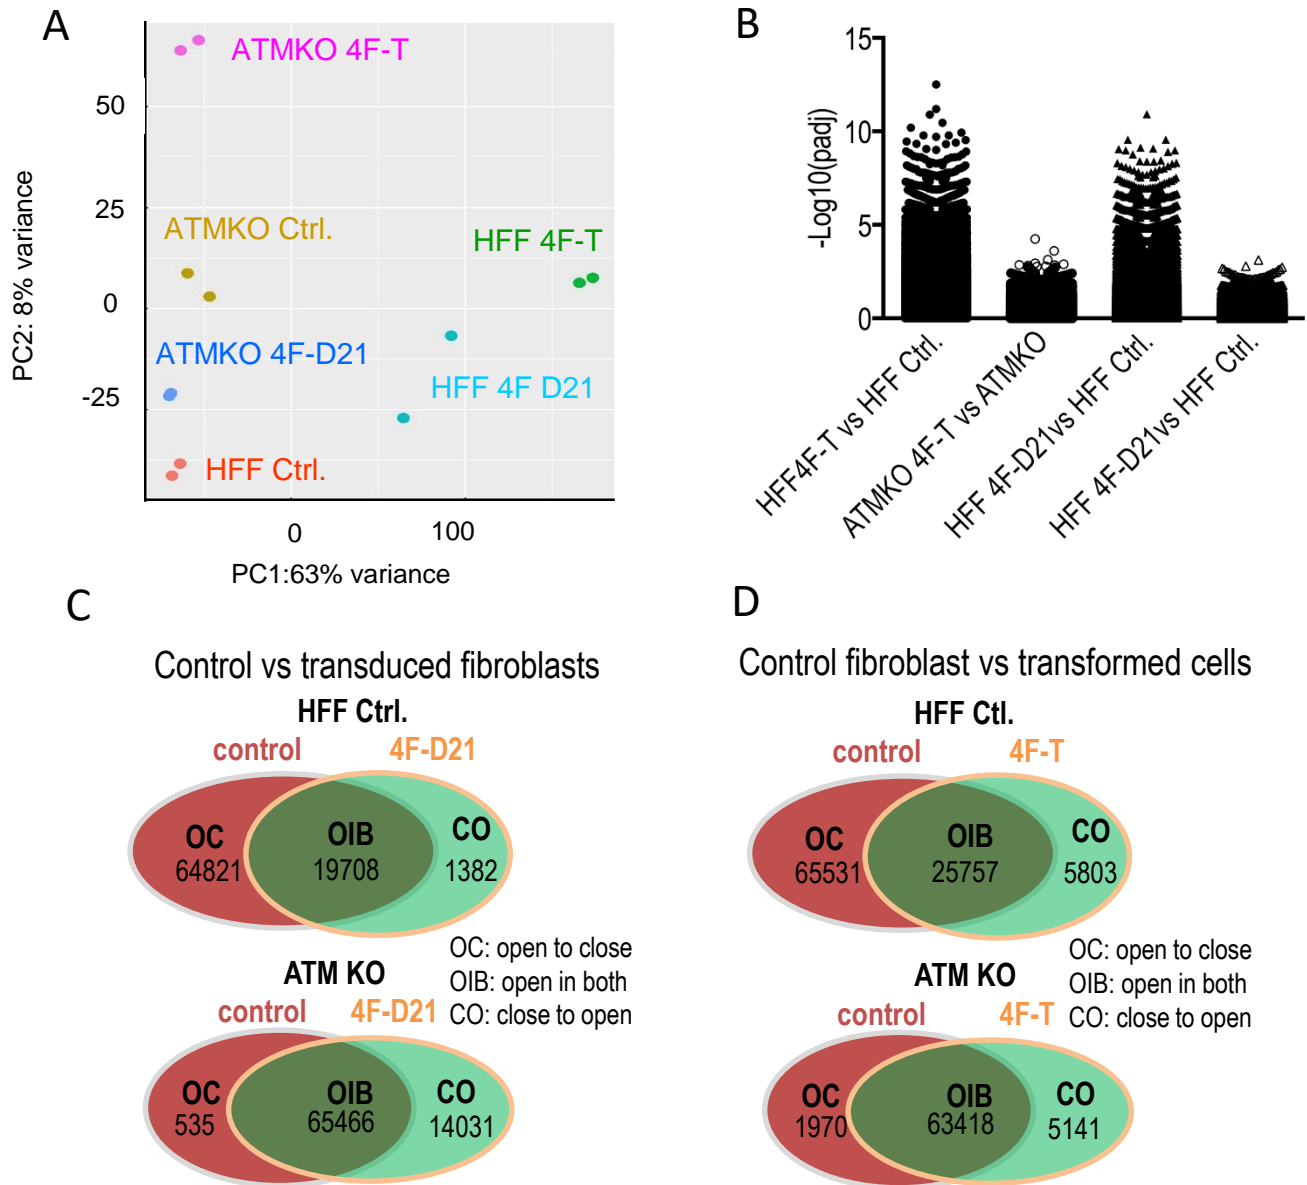 A
ATMKO 4F-T
ATMKO Ctrl.
HFF 4F-T
ATMKO 4F-D21
HFF 4F D21
HFF Ctrl.
50
25
0
-25
PC2: 8% variance
0 100
PC1:63% variance
B
15
10
5
0
-Log10(padj)
HFF4F-T vs HFF Ctrl.
ATMKO 4F-T vs ATMKO
HFF 4F-D21vs HFF Ctrl.
HFF 4F-D21vs HFF Ctrl.
C
Control vs transduced fibroblasts
HFF Ctrl.
control 4F-D21
OC OIB CO
64821 19708 1382
OC: open to close
OIB: open in both
CO: close to open
ATM KO
control 4F-D21
OC OIB CO
535 65466 14031
D
Control fibroblast vs transformed cells
HFF Ctl.
control 4F-T
OC OIB CO
65531 25757 5803
OC: open to close
OIB: open in both
CO: close to open
ATM KO
control 4F-T
OC OIB CO
1970 63418 5141